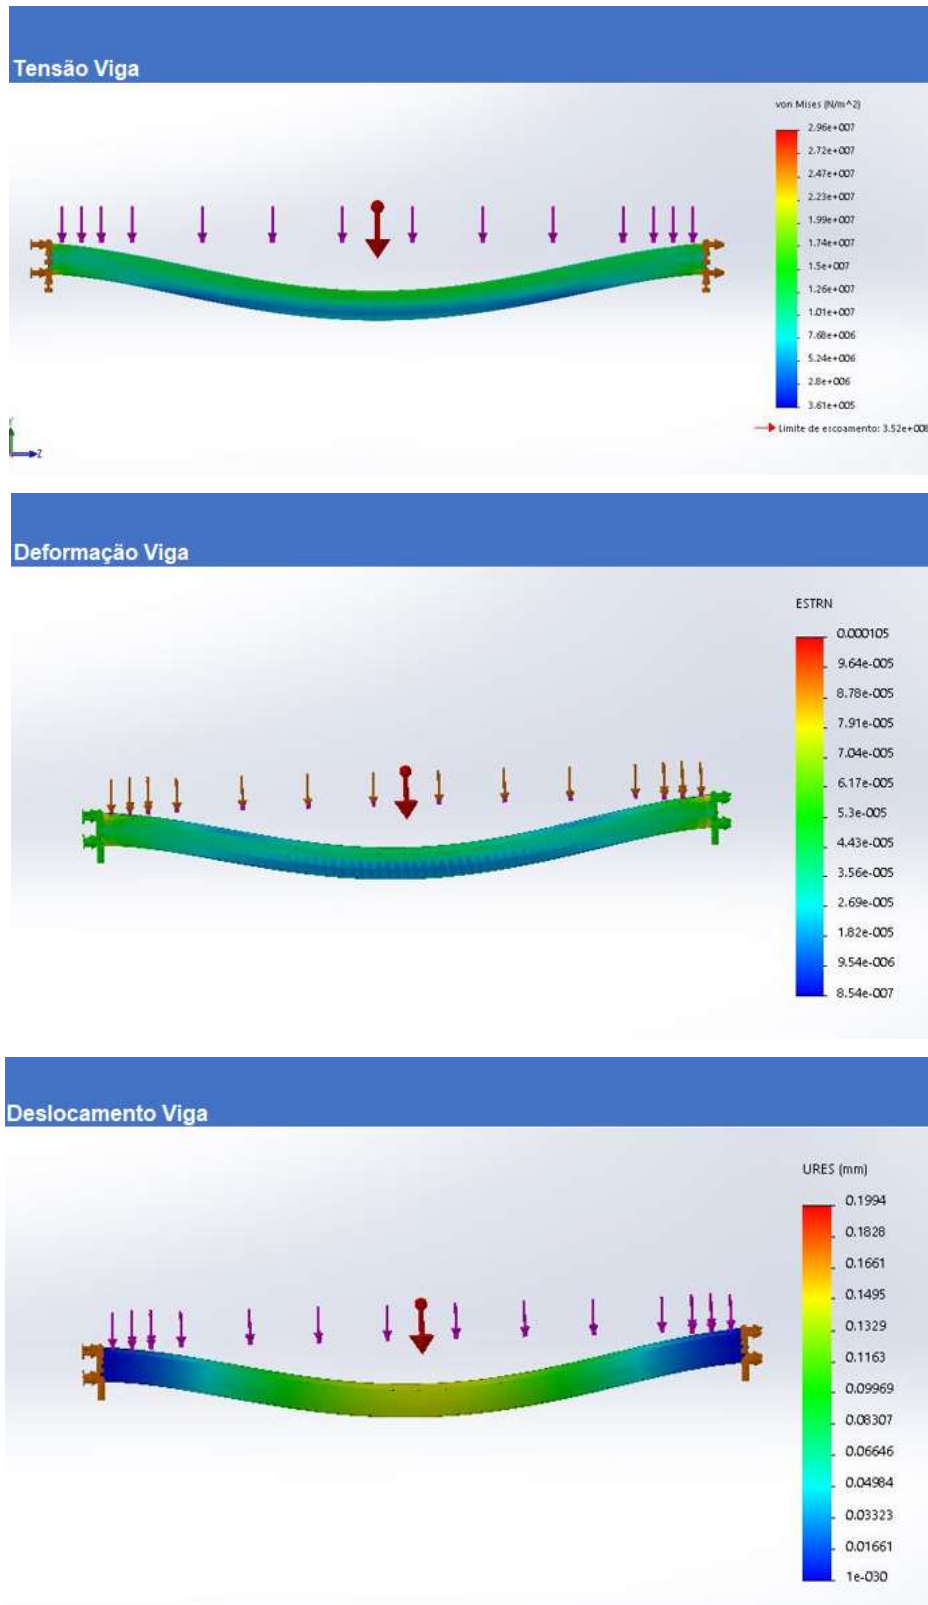 Tensão Viga
von Mises (N/m^2)
2.96e+007
2.72e+007
2.47e+007
2.23e+007
1.99e+007
1.74e+007
1.5e+007
1.26e+007
1.01e+007
7.68e+006
5.24e+006
2.8e+006
3.61e+005
Limite de escoamento: 3.52e+008
Z
Deformação Viga
ESTRN
0.000105
9.64e-005
8.78e-005
7.91e-005
7.04e-005
6.17e-005
5.3e-005
4.43e-005
3.56e-005
2.69e-005
1.82e-005
9.54e-006
8.54e-007
Deslocamento Viga
URES (mm)
0.1994
0.1828
0.1661
0.1495
0.1329
0.1163
0.09969
0.08307
0.06646
0.04984
0.03323
0.01661
1e-030